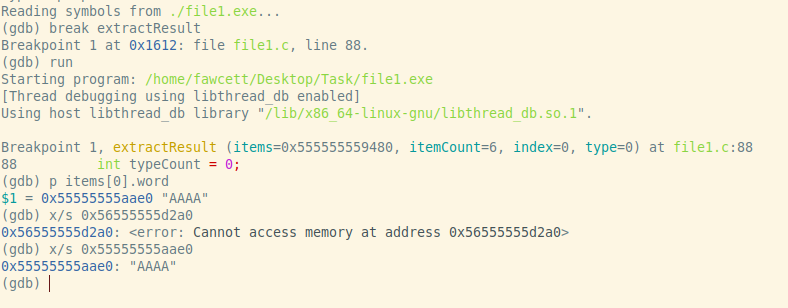 Reading symbols from ./file1.exe...
(gdb) break extractResult
Breakpoint 1 at 0x1612: file file1.c, line 88.
(gdb) run
Starting program: /home/fawcett/Desktop/Task/file1.exe
[Thread debugging using libthread_db enabled]
Using host libthread_db library "/lib/x86_64-linux-gnu/libthread_db.so.1".
Breakpoint 1, extractResult (items=0x555555559480, itemCount=6, index=0, type=0) at file1.c:88
88 int typeCount = 0;
(gdb) p items[0].word
$1 = 0x55555555aae0 "AAAA"
(gdb) x/s 0x56555555d2a0
0x56555555d2a0: <error: Cannot access memory at address 0x56555555d2a0>
(gdb) x/s 0x55555555aae0
0x55555555aae0: "AAAA"
(gdb)